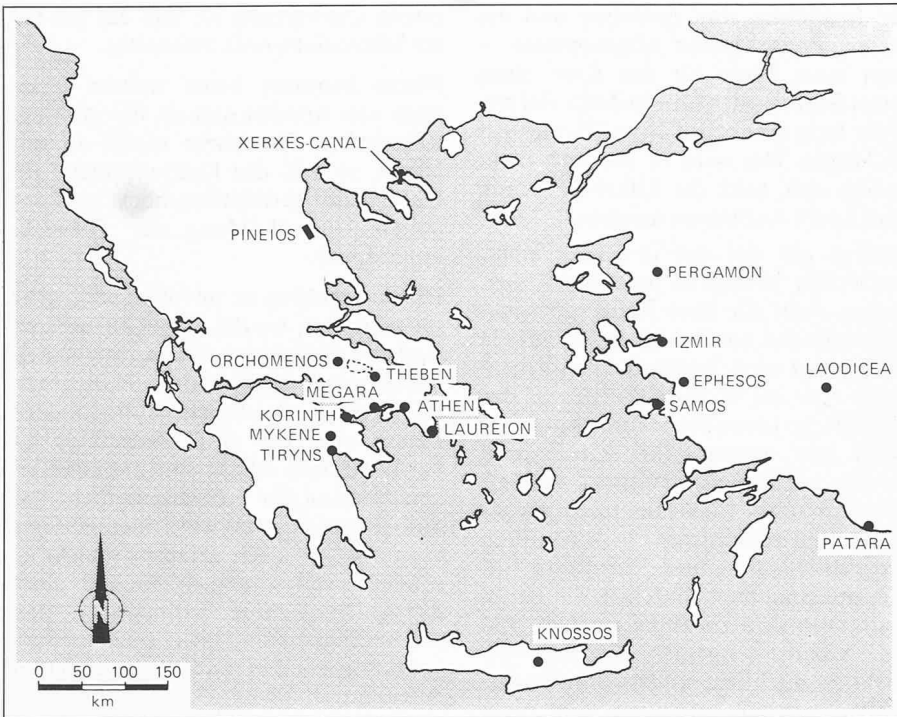 XERXES-CANAL
PINEIOS
PERGAMON
IZMIR
ORCHOMENOS
THEBEN
LAODICEA
EPHESOS
MEGARA
ATHEN
SAMOS
KORINTH
LAUREION
MYKENE
TIRYNS
PATARA
N
KNOSSOS
0 50 100 150
km